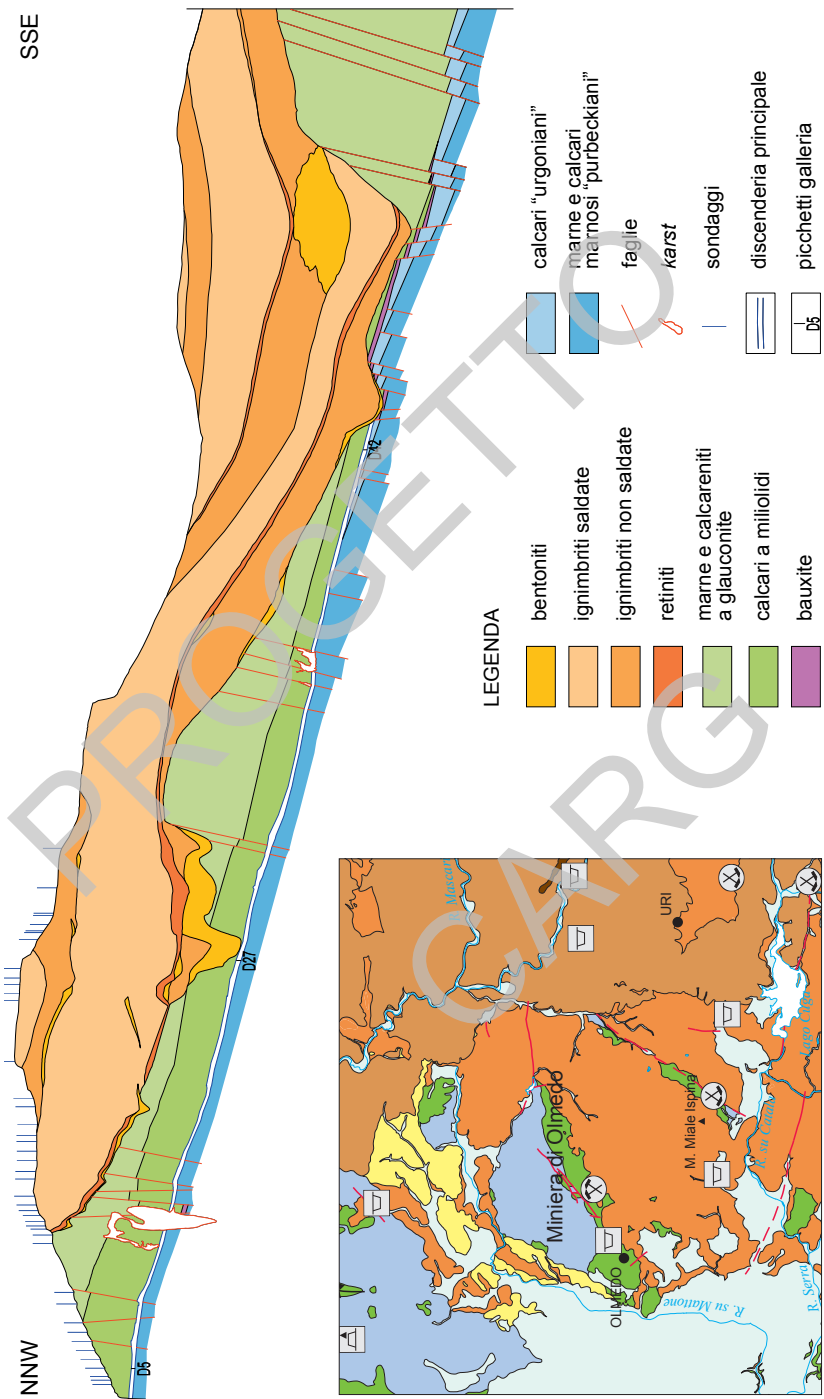 NNW
SSE
D5
D27
D42
LEGENDA
bentoniti
ignimbriti saldate
ignimbriti non saldate
retiniti
marne e calcareniti
a glauconite
calcari a miliolidi
bauxite
calcari “urgoniani”
marne e calcari
marnosi “purbeckiani”
faglie
karst
sondaggi
discenderia principale
D5
picchetti galleria
R. Mascari
URI
Miniera di Olmedo
OLMEDO
M. Miale Ispina
Lago Cuga
R. su Catala
R. su Mattone
R. Serra
PROGETTO
CARG